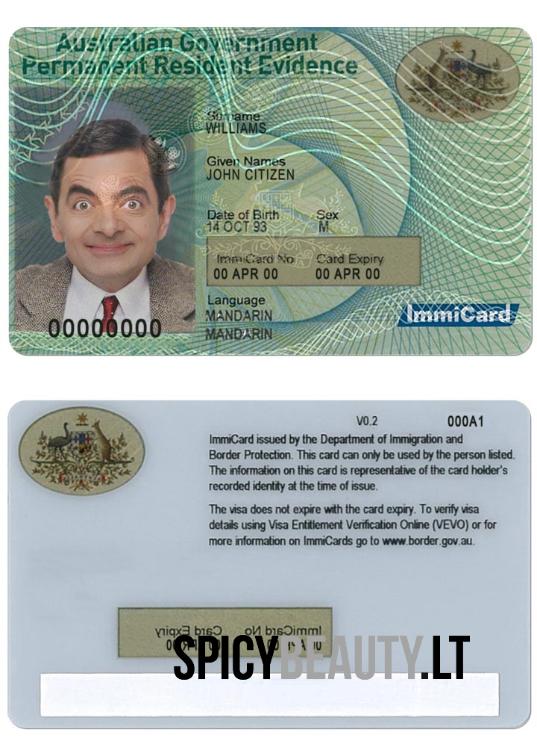 Australian Government
Permanent Resident Evidence
Surname
WILLIAMS
Given Names
JOHN CITIZEN
Date of Birth Sex
14 OCT 93 M
ImmiCard No Card Expiry
00 APR 00 00 APR 00
Language
MANDARIN
MANDARIN
00000000
ImmiCard
V0.2 000A1
ImmiCard issued by the Department of Immigration and
Border Protection. This card can only be used by the person listed.
The information on this card is representative of the card holder's
recorded identity at the time of issue.
The visa does not expire with the card expiry. To verify visa
details using Visa Entitlement Verification Online (VEVO) or for
more information on ImmiCards go to www.border.gov.au.
Card Expiry ImmiCard No
SPICYBEAUTY.LT